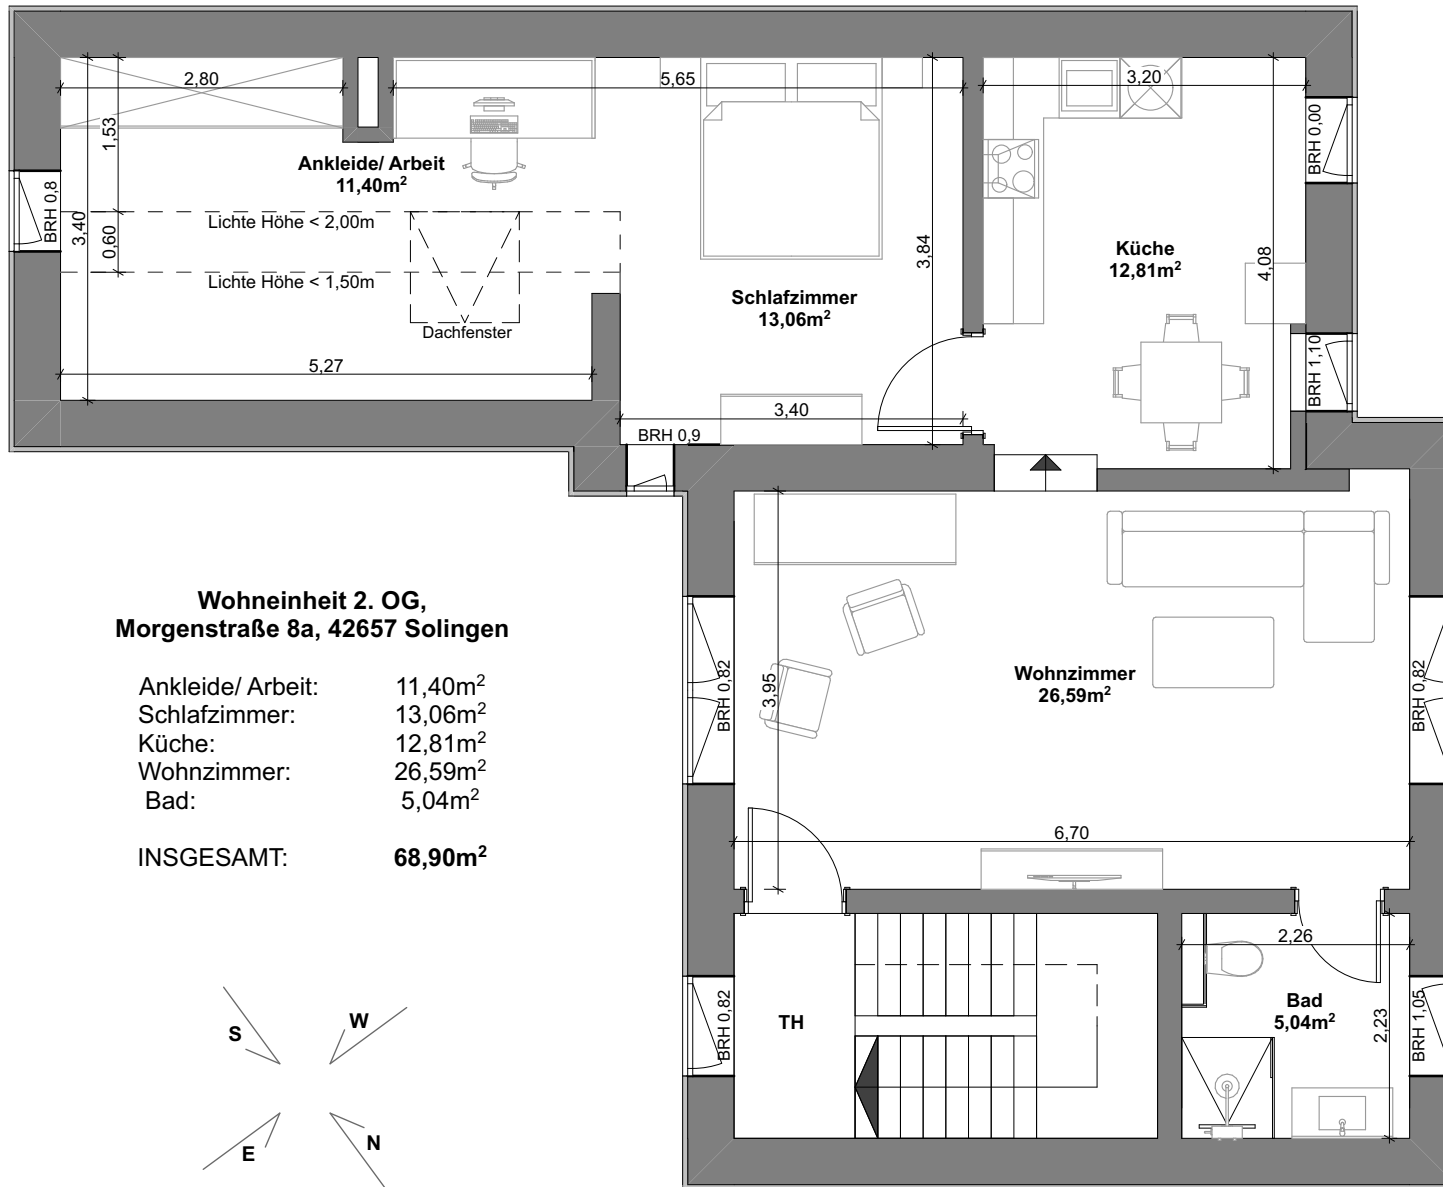 2,80
5,65
3,20
1,53
Ankleide/ Arbeit
11,40m²
BRH 0,00
BRH 0,8
3,40
0,60
Lichte Höhe < 2,00m
3,84
Küche
12,81m²
4,08
Lichte Höhe < 1,50m
Schlafzimmer
13,06m²
Dachfenster
BRH 1,10
5,27
3,40
BRH 0,9
Wohneinheit 2. OG,
Morgenstraße 8a, 42657 Solingen
Ankleide/ Arbeit: 11,40m²
Schlafzimmer: 13,06m²
Küche: 12,81m²
Wohnzimmer: 26,59m²
Bad: 5,04m²
INSGESAMT: 68,90m²
BRH 0,82
3,95
Wohnzimmer
26,59m²
BRH 0,82
6,70
2,26
BRH 0,82
TH
Bad
5,04m²
2,23
BRH 1,05
S
W
E
N